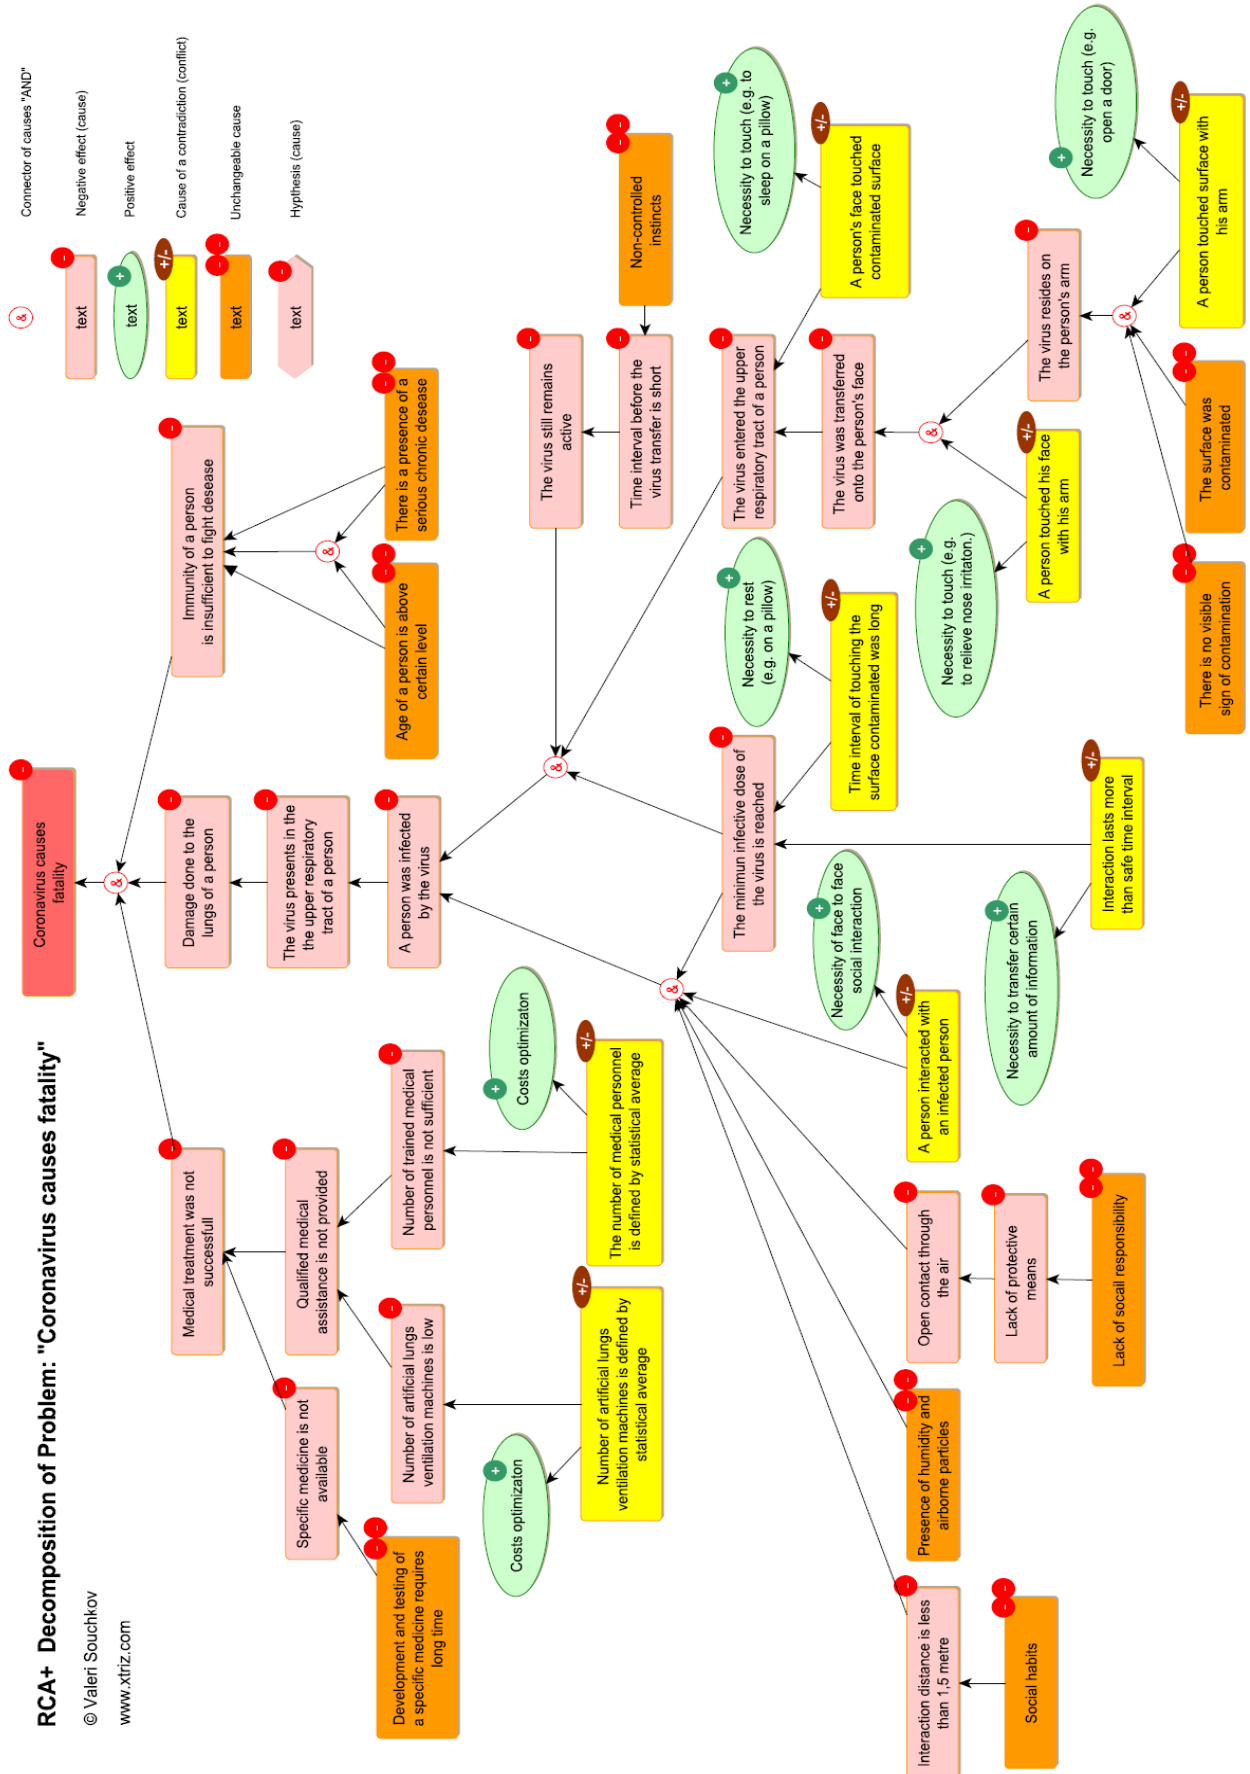 RCA+ Decomposition of Problem: "Coronavirus causes fatality"
© Valeri Souchkov
www.xtriz.com
&
Connector of causes "AND"
text
-
Negative effect (cause)
text
+
Positive effect
text
+/-
Cause of a contradiction (conflict)
text
-
-
Unchangeable cause
text
-
Hypthesis (cause)
Coronavirus causes
fatality
-
&
Medical treatment was not
successfull
-
Damage done to the
lungs of a person
-
Immunity of a person
is insufficient to fight desease
-
Specific medicine is not
available
-
Qualified medical
assistance is not provided
-
The virus presents in the
the upper respiratory
tract of a person
-
&
Development and testing of
a specific medicine requires
long time
-
-
Number of artificial lungs
ventilation machines is low
-
Number of trained medical
personnel is not sufficient
-
A person was infected
by the virus
-
Age of a person is above
certain level
-
-
There is a presence of a
serious chronic desease
-
-
Costs optimizaton
+
Costs optimizaton
+
&
The virus still remains
active
-
Number of artificial lungs
ventilation machines is defined by
statistical average
+/-
The number of medical personnel
is defined by statistical average
+/-
&
Time interval before the
virus transfer is short
-
Non-controlled
instincts
-
-
The minimun infective dose of
the virus is reached
-
Necessity to rest
(e.g. on a pillow)
+
The virus entered the upper
respiratory tract of a person
-
Necessity to touch (e.g. to
sleep on a pillow)
+
Necessity of face to face
social interaction
+
Time interval of touching the
surface contaminated was long
+/-
The virus was transferred
onto the person's face
-
A person's face touched
contaminated surface
+/-
Interaction distance is less
than 1,5 metre
-
Presence of humidity and
airborne particles
-
-
Open contact through
the air
-
A person interacted with
an infected person
+/-
Necessity to touch (e.g.
to relieve nose irritaton.)
+
&
Social habits
-
-
Lack of protective
means
-
Necessity to transfer certain
amount of information
+
A person touched his face
with his arm
+/-
The virus resides on
the person's arm
-
Necessity to touch (e.g.
open a door)
+
Lack of socail responsibility
-
-
Interaction lasts more
than safe time interval
+/-
&
There is no visible
sign of contamination
-
-
The surface was
contaminated
-
-
A person touched surface with
his arm
+/-